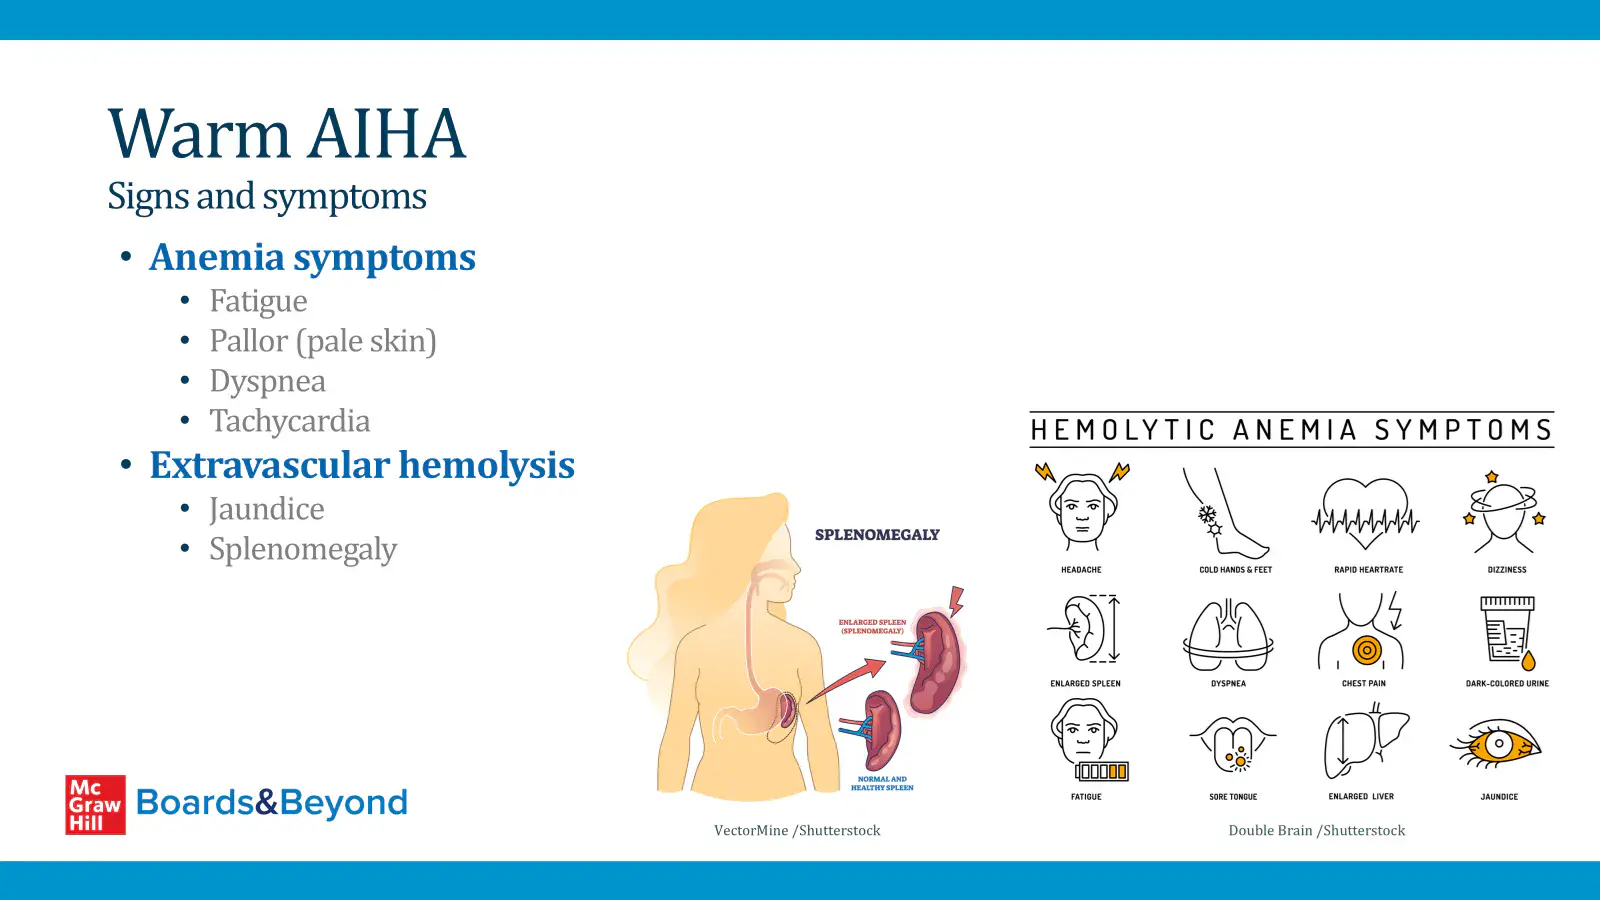 Warm AIHA
Signs and symptoms
• Anemia symptoms
• Fatigue
• Pallor (pale skin)
• Dyspnea
• Tachycardia
• Extravascular hemolysis
• Jaundice
• Splenomegaly
SPLENOMEGALY
ENLARGED SPLEEN
(SPLENOMEGALY)
NORMAL AND
HEALTHY SPLEEN
VectorMine /Shutterstock
HEMOLYTIC ANEMIA SYMPTOMS
HEADACHE
COLD HANDS & FEET
RAPID HEARTRATE
DIZZINESS
ENLARGED SPLEEN
DYSPNEA
CHEST PAIN
DARK-COLORED URINE
FATIGUE
SORE TONGUE
ENLARGED LIVER
JAUNDICE
Double Brain /Shutterstock
Mc
Graw
Hill
Boards&Beyond